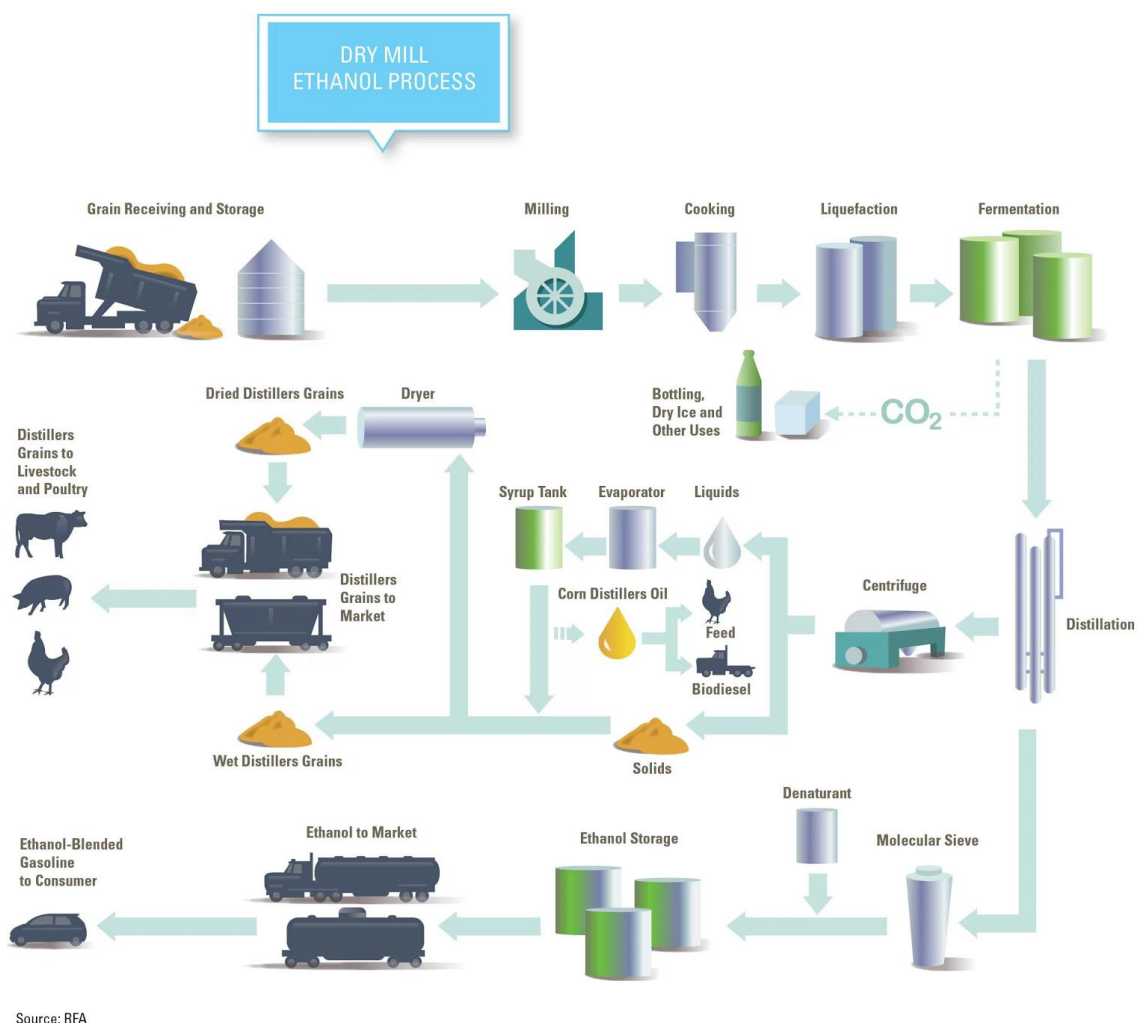 DRY MILL
ETHANOL PROCESS
Grain Receiving and Storage
Milling
Cooking
Liquefaction
Fermentation
Bottling,
Dry Ice and
Other Uses
CO2
Dried Distillers Grains
Dryer
Distillers
Grains to
Livestock
and Poultry
Syrup Tank
Evaporator
Liquids
Distillers
Grains to
Market
Corn Distillers Oil
Feed
Biodiesel
Centrifuge
Distillation
Wet Distillers Grains
Solids
Denaturant
Ethanol-Blended
Gasoline
to Consumer
Ethanol to Market
Ethanol Storage
Molecular Sieve
Source: RFA